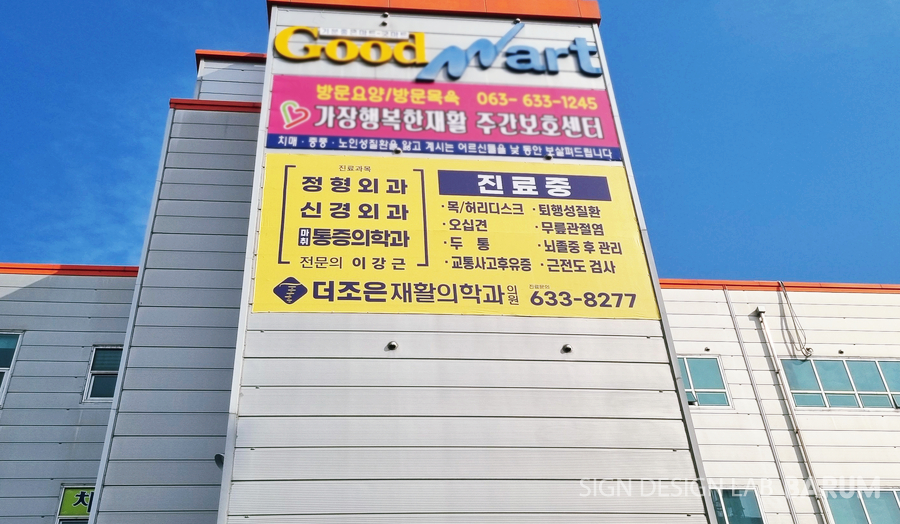 Good Mart
방문요양/방문목욕 063- 633-1245
가장행복한재활 주간보호센터
치매 · 중풍 · 노인성질환을 앓고 계시는 어르신들을 낮 동안 보살펴드립니다
진료과목
정형외과
신경외과
마취통증의학과
전문의 이강근
진료중
· 목/허리디스크 · 퇴행성질환
· 오십견 · 무릎관절염
· 두 통 · 뇌졸중 후 관리
· 교통사고후유증 · 근전도 검사
더조은재활의학과의원 진료문의 633-8277
치
SIGN DESIGN LAB BARUM